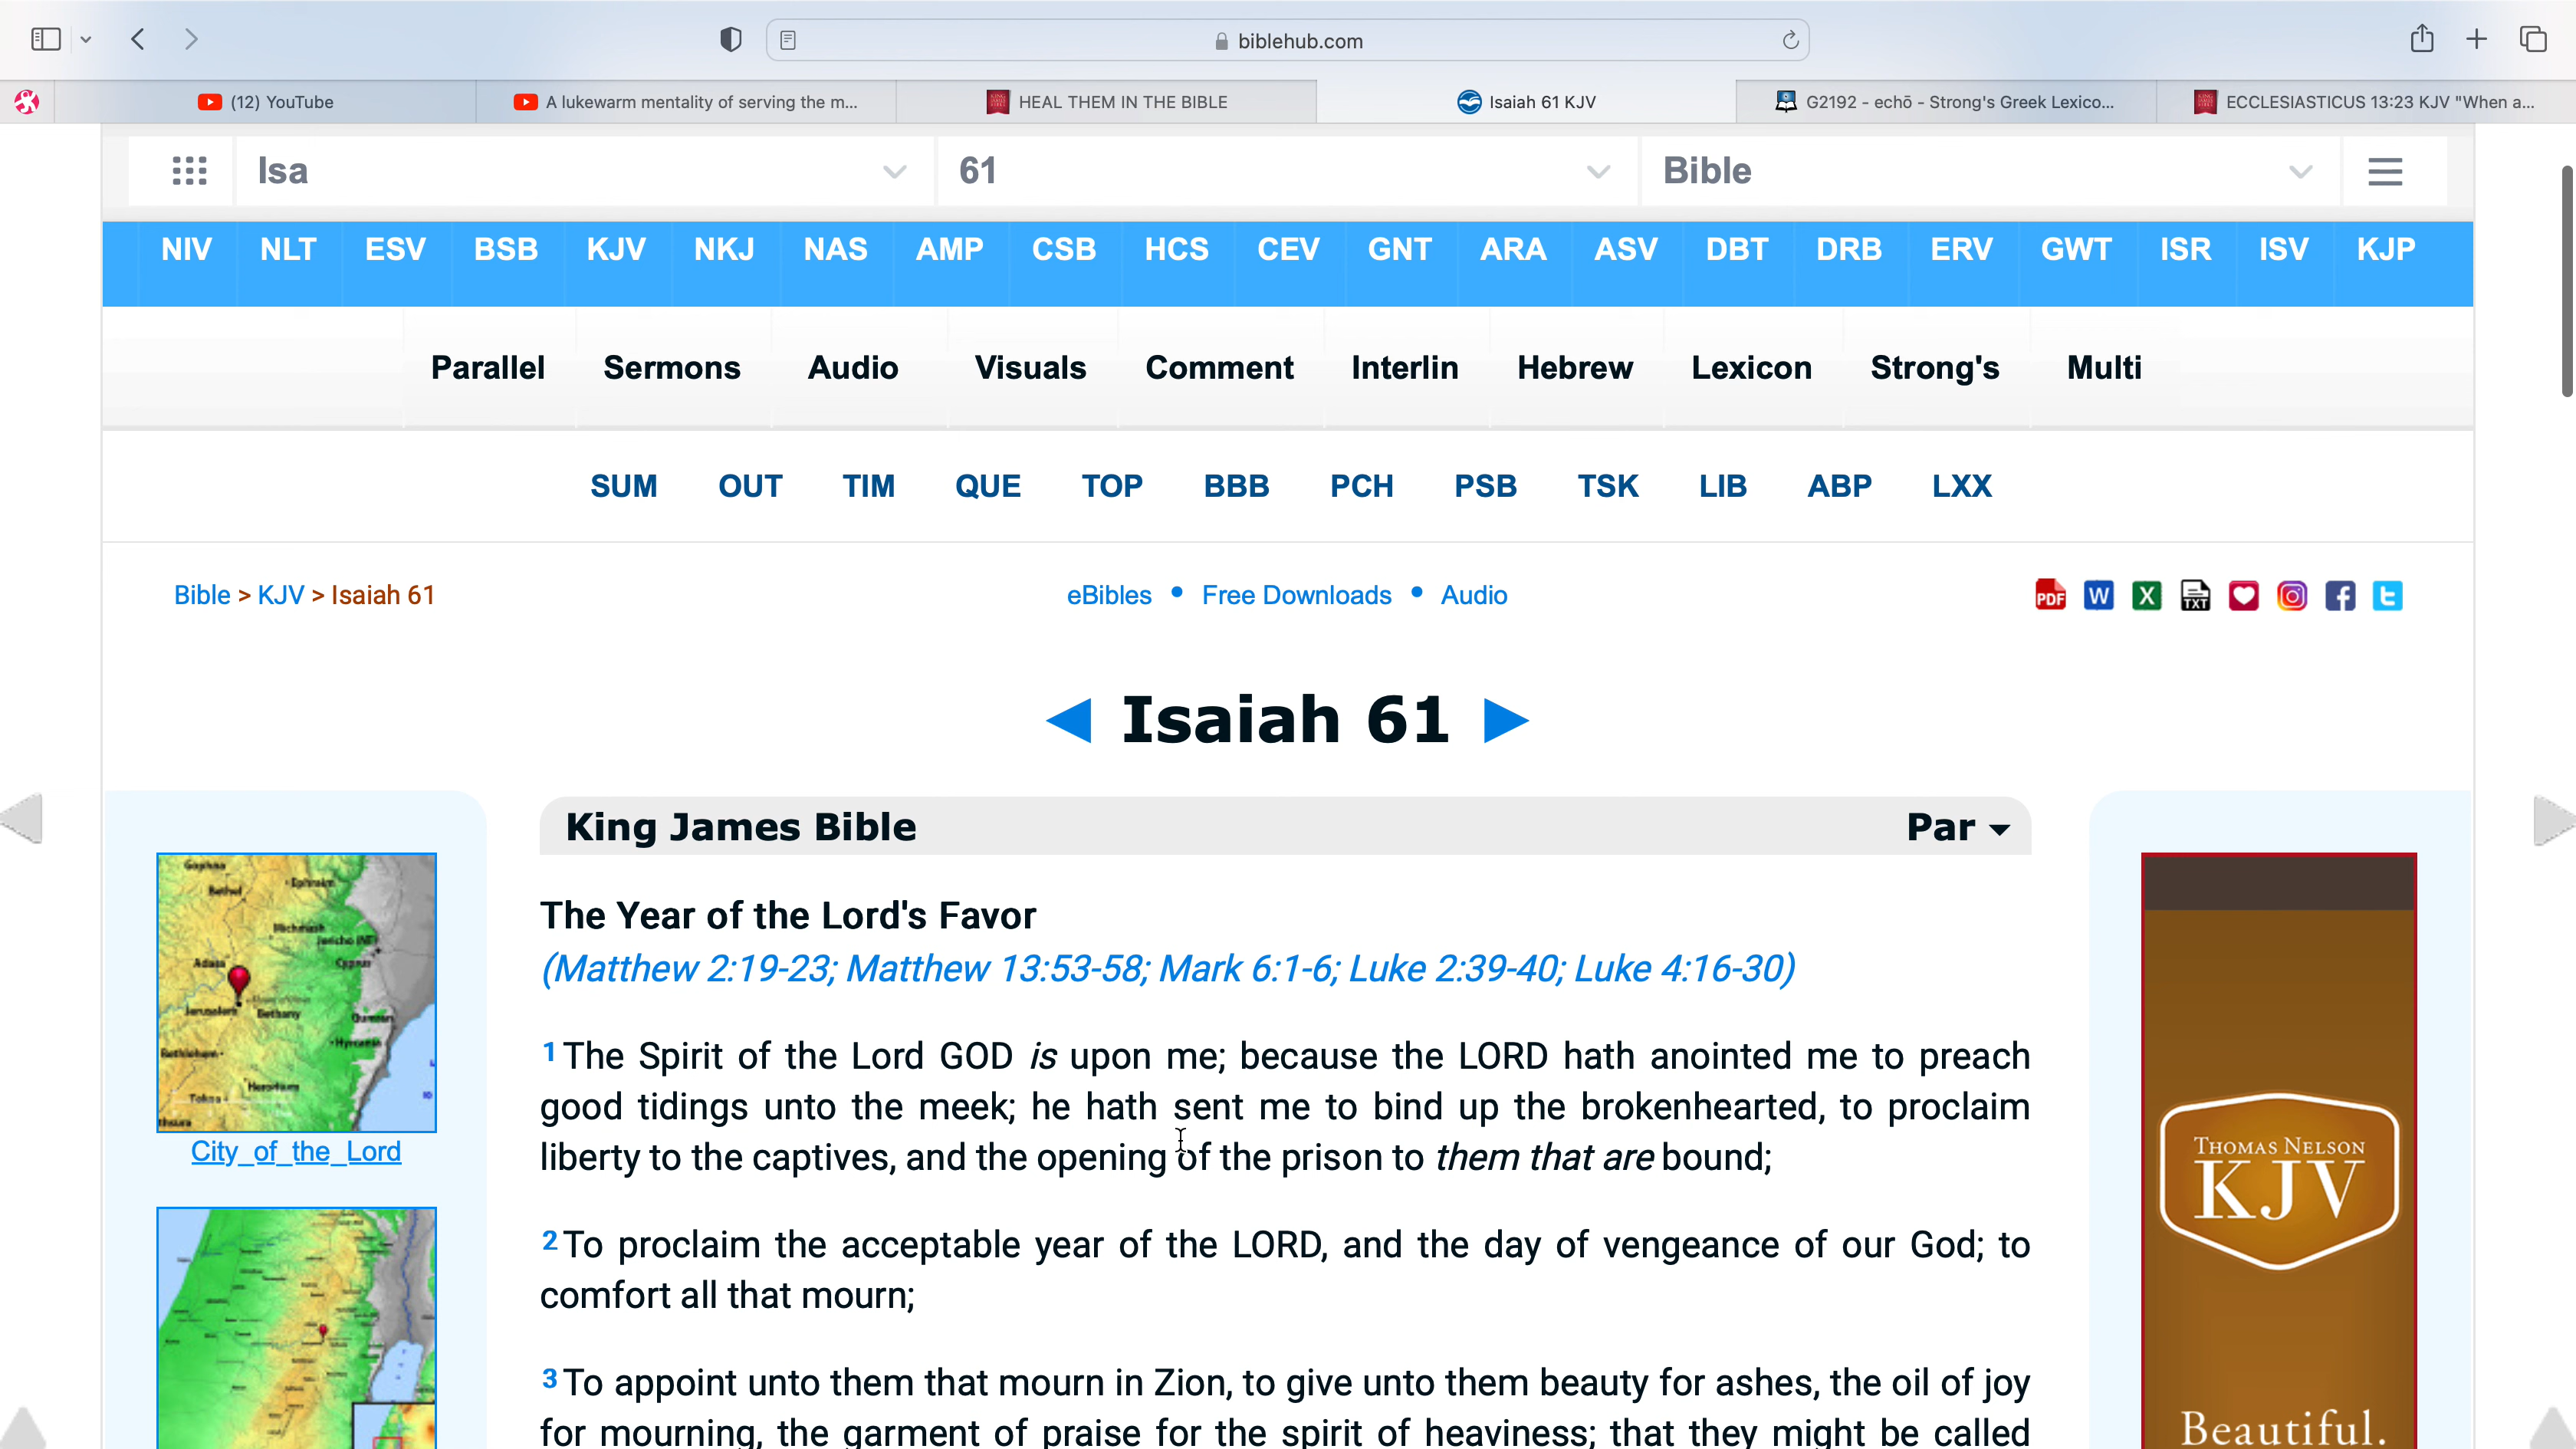 biblehub.com
(12) YouTube
A lukewarm mentality of serving the m...
HEAL THEM IN THE BIBLE
Isaiah 61 KJV
G2192 - echō - Strong's Greek Lexico...
ECCLESIASTICUS 13:23 KJV "When a...
Isa
61
Bible
NIV NLT ESV BSB KJV NKJ NAS AMP CSB HCS CEV GNT ARA ASV DBT DRB ERV GWT ISR ISV KJP
Parallel Sermons Audio Visuals Comment Interlin Hebrew Lexicon Strong's Multi
SUM OUT TIM QUE TOP BBB PCH PSB TSK LIB ABP LXX
Bible > KJV > Isaiah 61
eBibles • Free Downloads • Audio
PDF W X TXT
◄ Isaiah 61 ►
King James Bible Par
The Year of the Lord's Favor
(Matthew 2:19-23; Matthew 13:53-58; Mark 6:1-6; Luke 2:39-40; Luke 4:16-30)
1 The Spirit of the Lord GOD is upon me; because the LORD hath anointed me to preach
good tidings unto the meek; he hath sent me to bind up the brokenhearted, to proclaim
liberty to the captives, and the opening of the prison to them that are bound;
2 To proclaim the acceptable year of the LORD, and the day of vengeance of our God; to
comfort all that mourn;
3 To appoint unto them that mourn in Zion, to give unto them beauty for ashes, the oil of joy
for mourning, the garment of praise for the spirit of heaviness; that they might be called
Bethel
Ephraim
Michmash
Adasa
Jerusalem
Bethany
City_of_the_Lord
THOMAS NELSON
KJV
Beautiful.